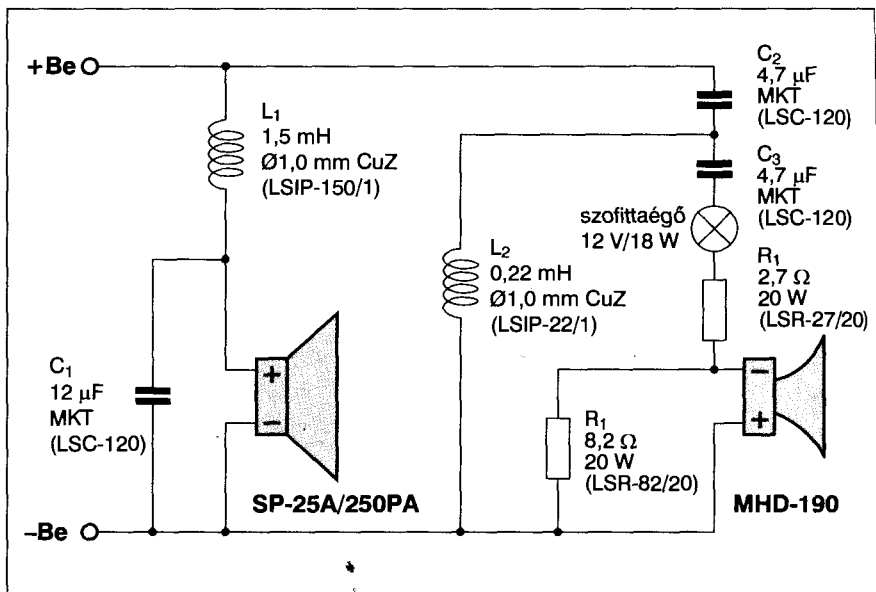 +Be
L₁
1,5 mH
Ø1,0 mm CuZ
(LSIP-150/1)
C₂
4,7 µF
MKT
(LSC-120)
C₃
4,7 µF
MKT
(LSC-120)
szofittaégő
12 V/18 W
L₂
0,22 mH
Ø1,0 mm CuZ
(LSIP-22/1)
R₁
2,7 Ω
20 W
(LSR-27/20)
C₁
12 µF
MKT
(LSC-120)
+
−
SP-25A/250PA
R₁
8,2 Ω
20 W
(LSR-82/20)
−
+
MHD-190
−Be